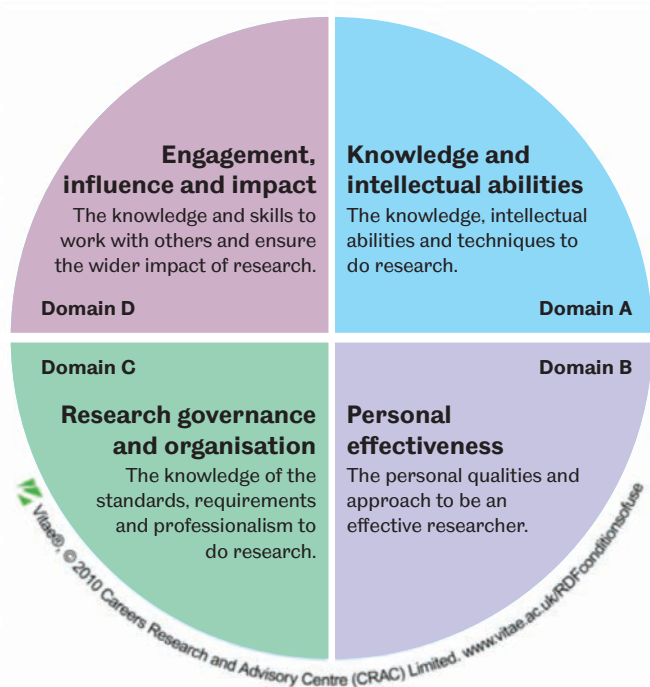 Engagement,
influence and impact
The knowledge and skills to
work with others and ensure
the wider impact of research.
Domain D
Knowledge and
intellectual abilities
The knowledge, intellectual
abilities and techniques to
do research.
Domain A
Domain C
Research governance
and organisation
The knowledge of the
standards, requirements
and professionalism to
do research.
Domain B
Personal
effectiveness
The personal qualities and
approach to be an
effective researcher.
Vitae®, © 2010 Careers Research and Advisory Centre (CRAC) Limited. www.vitae.ac.uk/RDFconditionsofuse